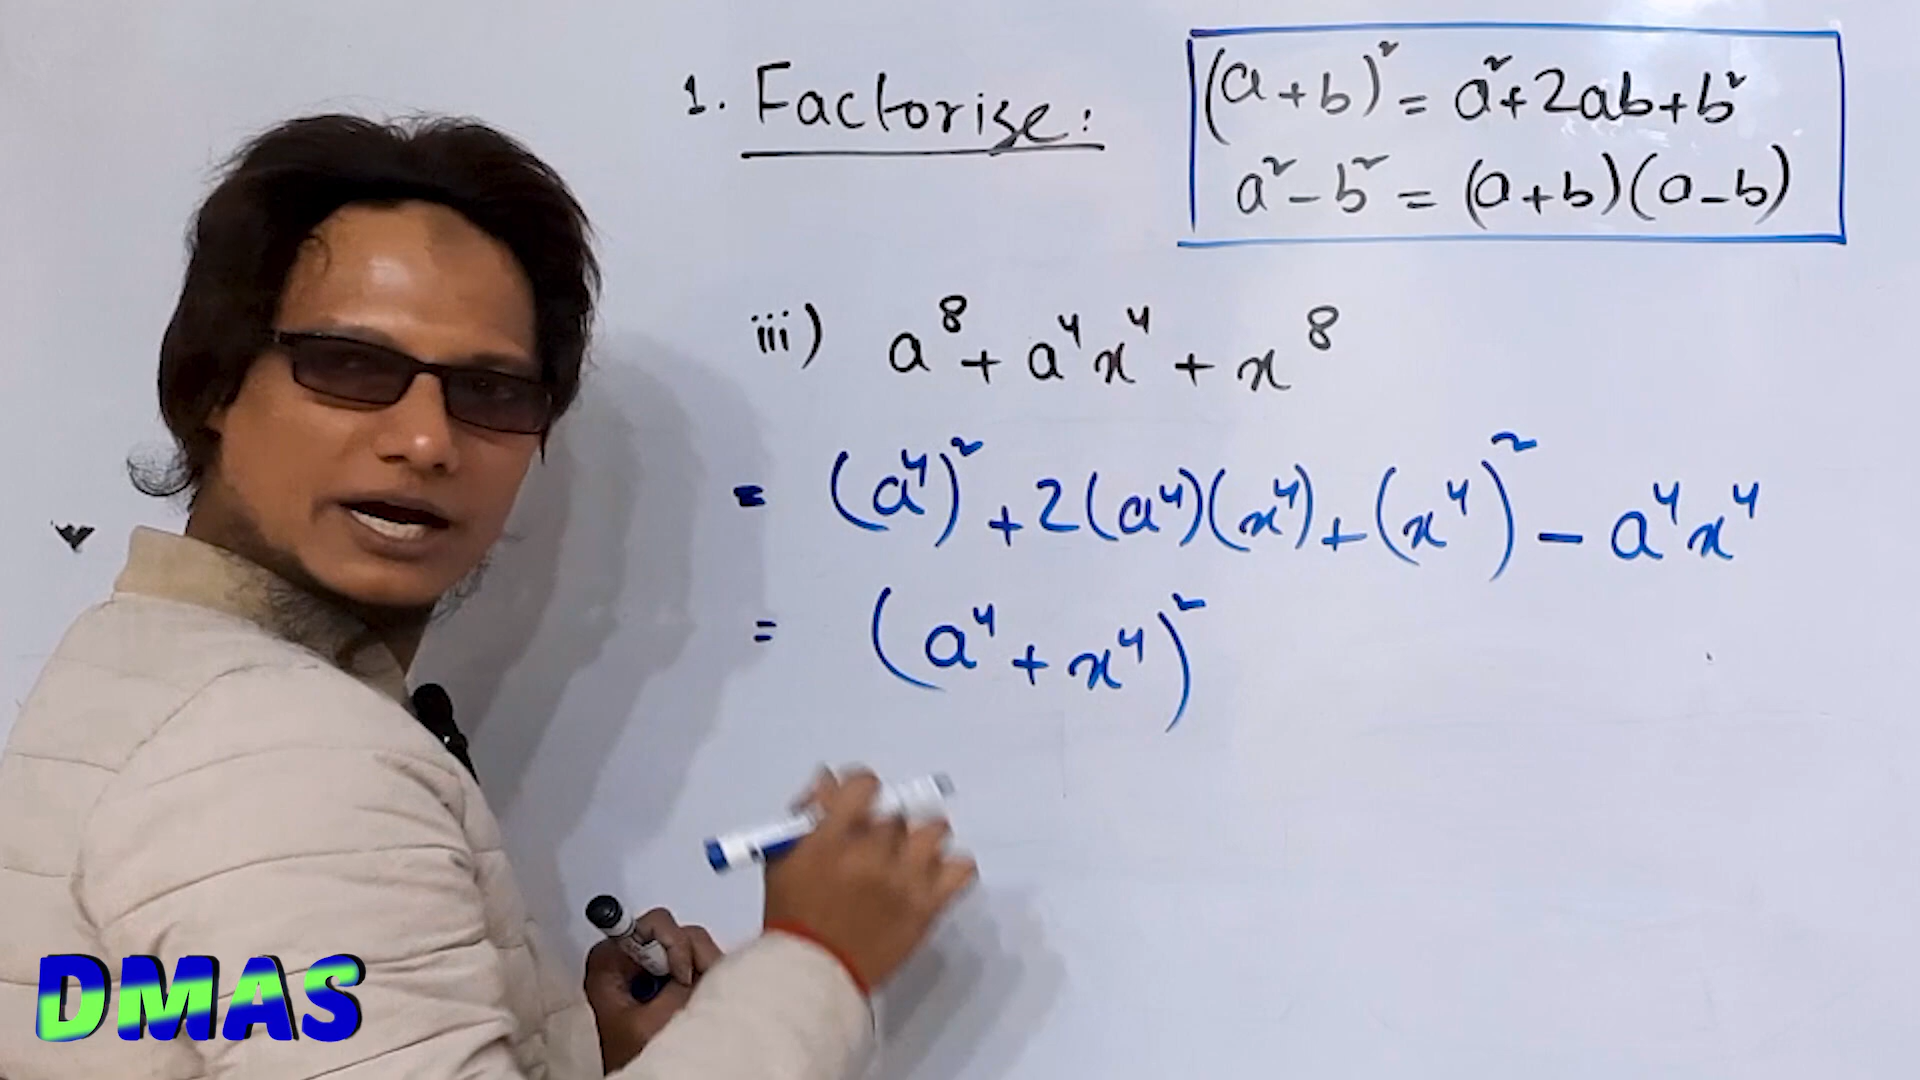 1. Factorise:
(a+b)² = a²+2ab+b²
a²-b² = (a+b)(a-b)
iii) a⁸ + a⁴x⁴ + x⁸
= (a⁴)² + 2(a⁴)(x⁴) + (x⁴)² - a⁴x⁴
= (a⁴ + x⁴)²
DMAS